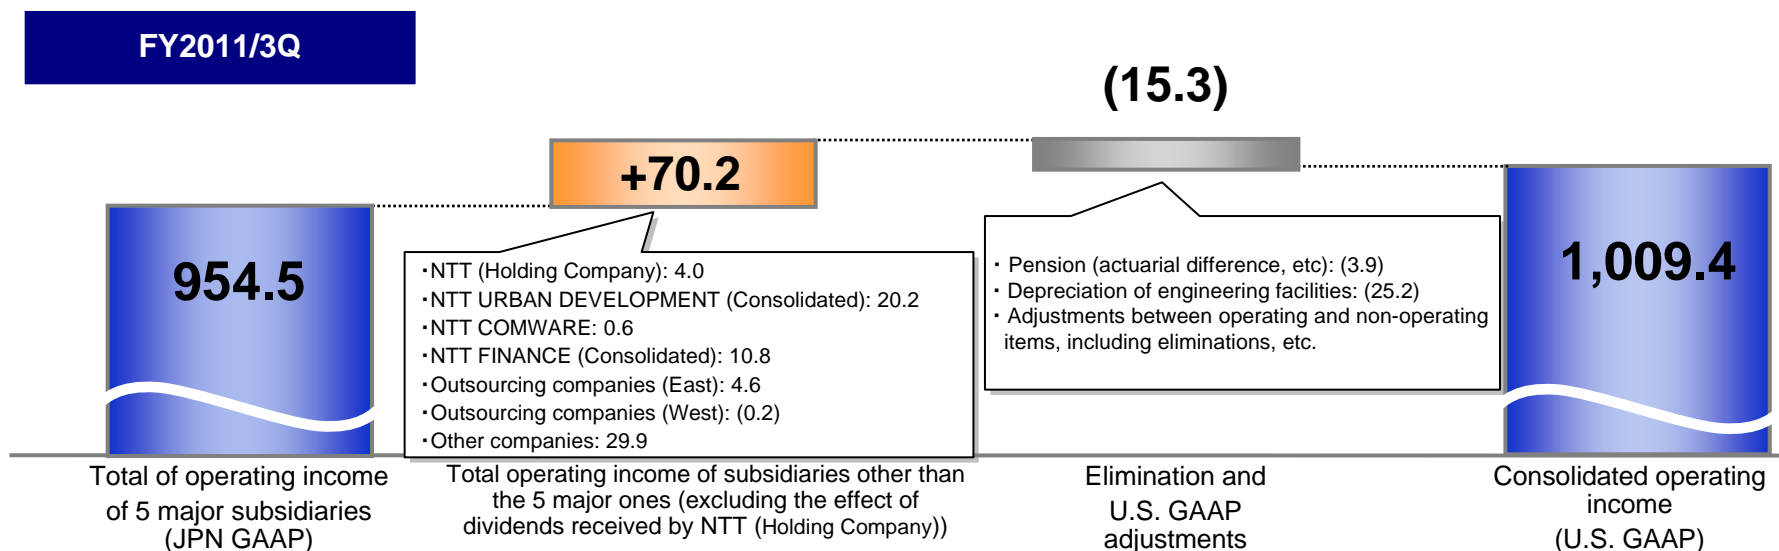 FY2011/3Q
(15.3)
+70.2
954.5
1,009.4
・NTT (Holding Company): 4.0
・NTT URBAN DEVELOPMENT (Consolidated): 20.2
・NTT COMWARE: 0.6
・NTT FINANCE (Consolidated): 10.8
・Outsourcing companies (East): 4.6
・Outsourcing companies (West): (0.2)
・Other companies: 29.9
・Pension (actuarial difference, etc): (3.9)
・Depreciation of engineering facilities: (25.2)
・Adjustments between operating and non-operating
items, including eliminations, etc.
Total of operating income
of 5 major subsidiaries
(JPN GAAP)
Total operating income of subsidiaries other than
the 5 major ones (excluding the effect of
dividends received by NTT (Holding Company))
Elimination and
U.S. GAAP
adjustments
Consolidated operating
income
(U.S. GAAP)